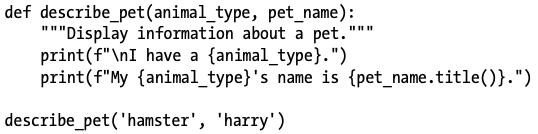 def describe_pet(animal_type, pet_name):
    """Display information about a pet."""
    print(f"\nI have a {animal_type}.")
    print(f"My {animal_type}'s name is {pet_name.title()}.")
describe_pet('hamster', 'harry')